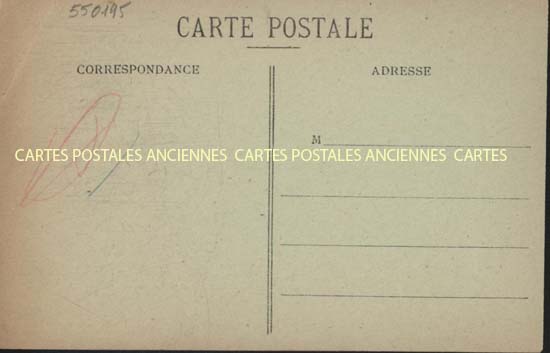 550195
CARTE POSTALE
CORRESPONDANCE
ADRESSE
M
CARTES POSTALES ANCIENNES CARTES POSTALES ANCIENNES CARTES